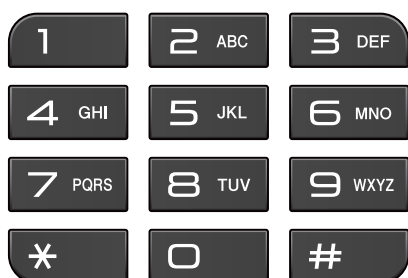 1 2 ABC 3 DEF
4 GHI 5 JKL 6 MNO
7 PQRS 8 TUV 9 WXYZ
* 0 #